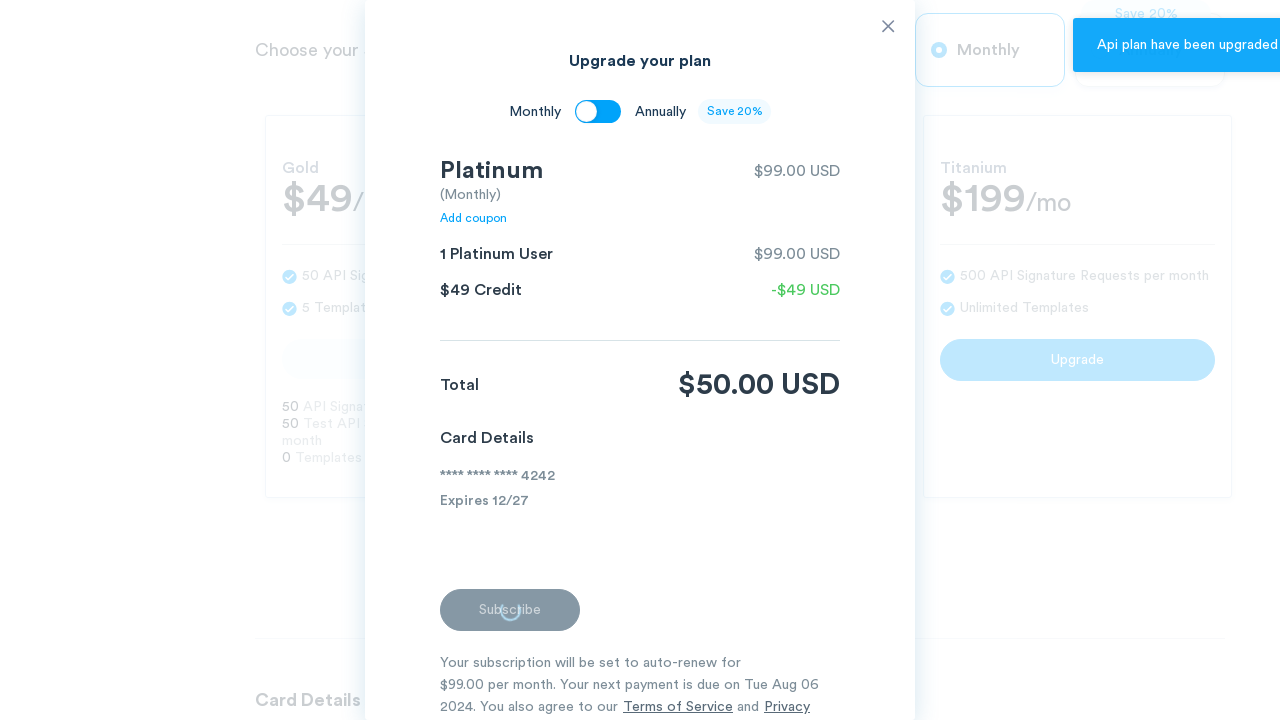 Save 20%
Choose your
Monthly
Api plan have been upgraded
Upgrade your plan
Monthly
Annually
Save 20%
Platinum
$99.00 USD
(Monthly)
Add coupon
1 Platinum User
$99.00 USD
$49 Credit
-$49 USD
Total
$50.00 USD
Card Details
**** **** **** 4242
Expires 12/27
Subscribe
Your subscription will be set to auto-renew for
$99.00 per month. Your next payment is due on Tue Aug 06
2024. You also agree to our Terms of Service and Privacy
Gold
$49/
50 API
5
50 API
50 Test API
month
0 Templates
Titanium
$199/mo
500 API Signature Requests per month
Unlimited Templates
Upgrade
Card Details